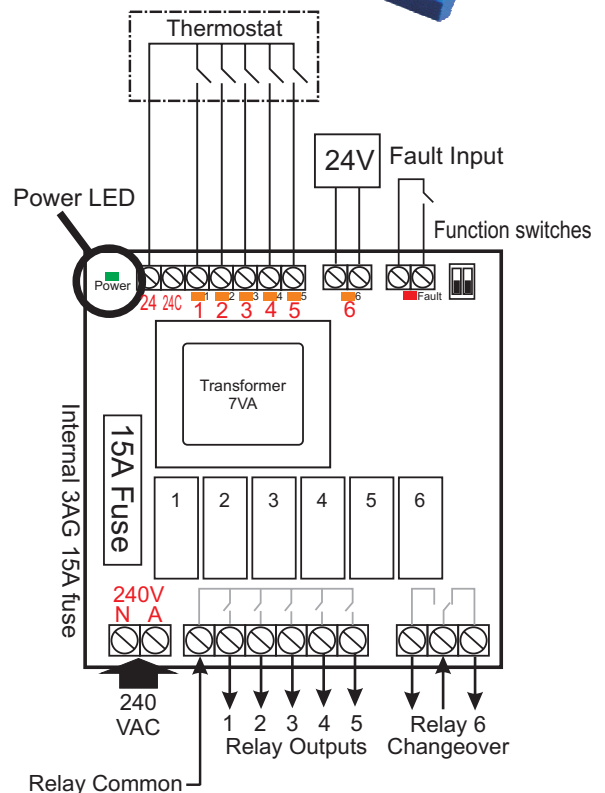 Thermostat
24V
Fault Input
Power LED
Function switches
Power
1 2 3 4 5
6
Fault
24 24C 1 2 3 4 5 6
Transformer
7VA
Internal 3AG 15A fuse
15A Fuse
1 2 3 4 5 6
240V
N A
240
VAC
1 2 3 4 5
Relay Outputs
Relay 6
Changeover
Relay Common